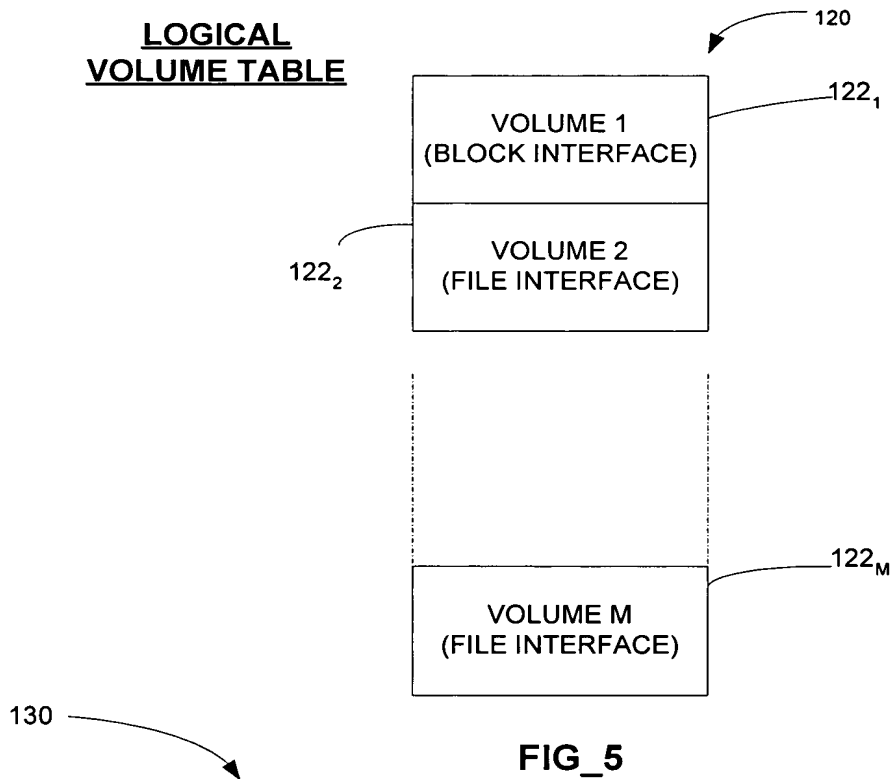 LOGICAL
VOLUME TABLE
120
VOLUME 1
(BLOCK INTERFACE)
122₁
VOLUME 2
(FILE INTERFACE)
122₂
122M
VOLUME M
(FILE INTERFACE)
130
FIG_5